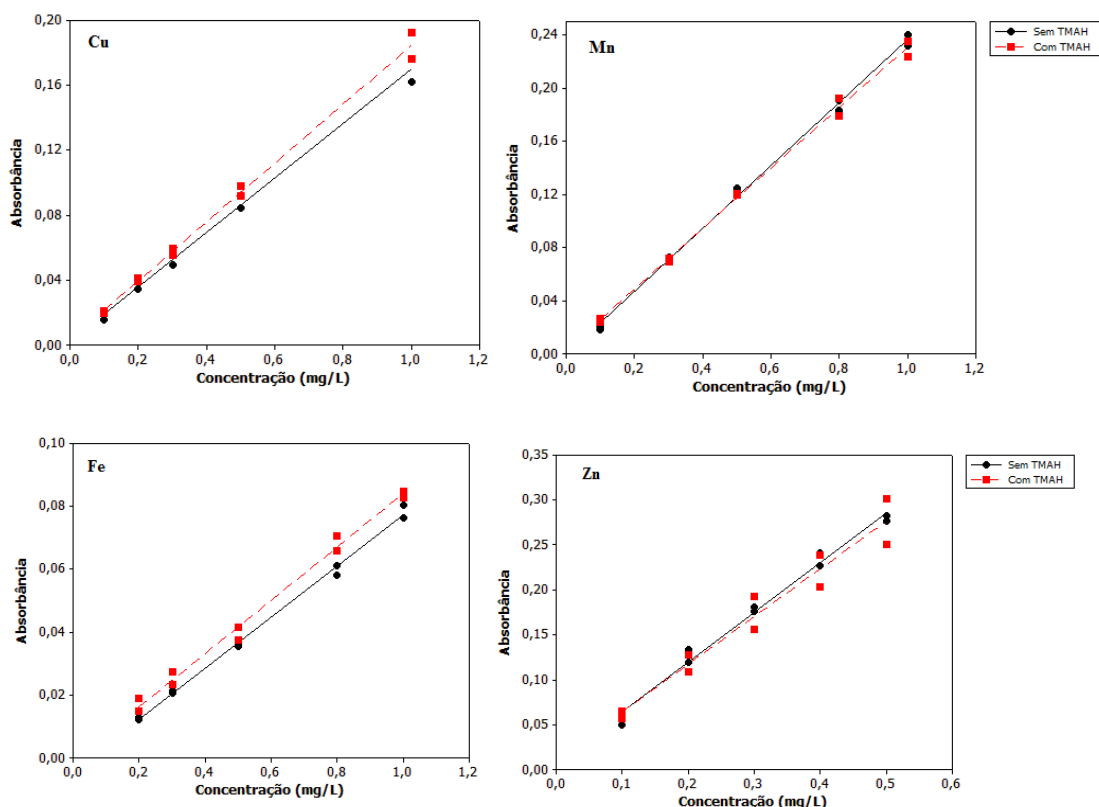 Cu
Absorbância
0,20
0,16
0,12
0,08
0,04
0,00
0,0 0,2 0,4 0,6 0,8 1,0 1,2
Concentração (mg/L)
Mn
Absorbância
0,24
0,20
0,16
0,12
0,08
0,04
0,00
0,0 0,2 0,4 0,6 0,8 1,0 1,2
Concentração (mg/L)
Sem TMAH
Com TMAH
Fe
Absorbância
0,10
0,08
0,06
0,04
0,02
0,00
0,0 0,2 0,4 0,6 0,8 1,0 1,2
Concentração (mg/L)
Zn
Absorbância
0,35
0,30
0,25
0,20
0,15
0,10
0,05
0,00
0,0 0,1 0,2 0,3 0,4 0,5 0,6
Concentração (mg/L)
Sem TMAH
Com TMAH